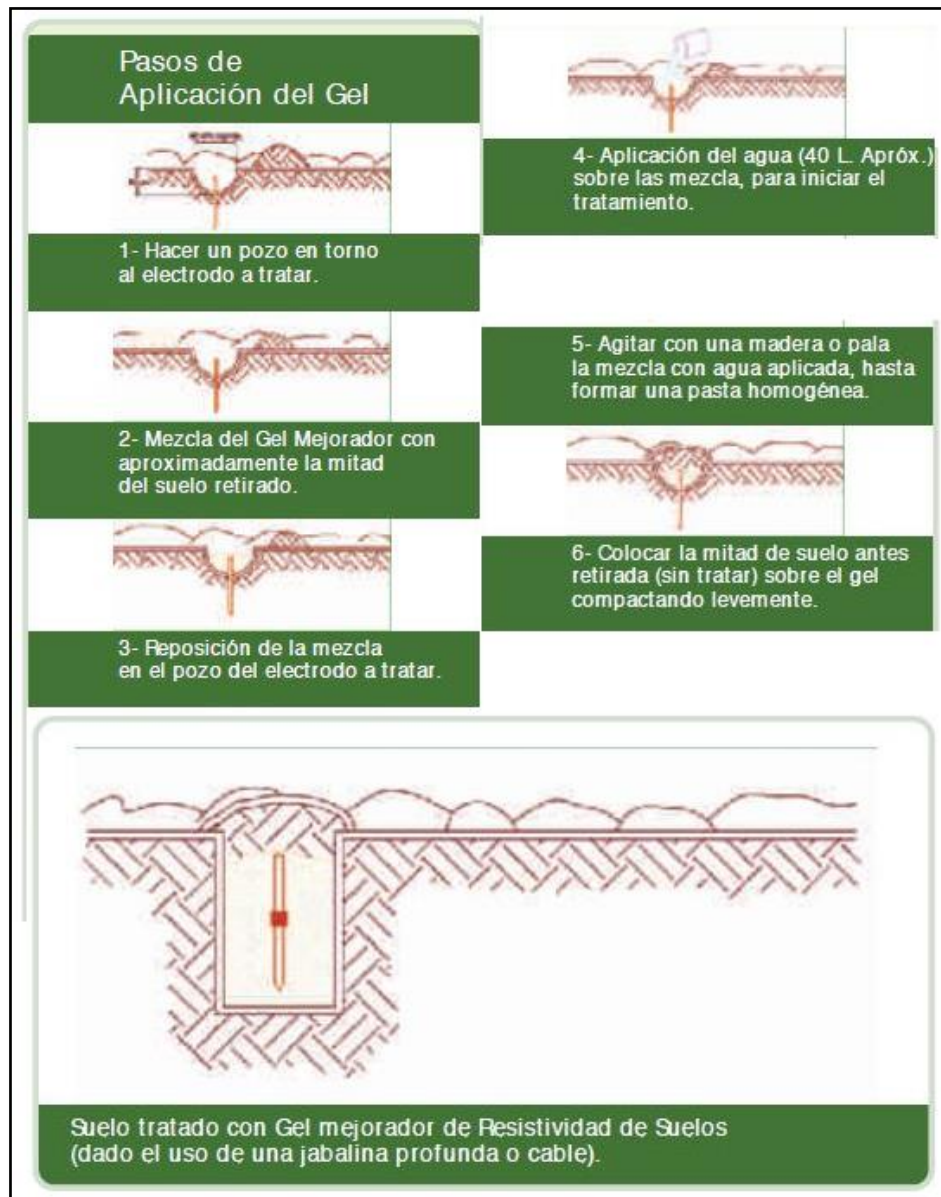 Pasos de
Aplicación del Gel
1- Hacer un pozo en torno
al electrodo a tratar.
2- Mezcla del Gel Mejorador con
aproximadamente la mitad
del suelo retirado.
3- Reposición de la mezcla
en el pozo del electrodo a tratar.
4- Aplicación del agua (40 L. Apróx.)
sobre las mezcla, para iniciar el
tratamiento.
5- Agitar con una madera o pala
la mezcla con agua aplicada, hasta
formar una pasta homogénea.
6- Colocar la mitad de suelo antes
retirada (sin tratar) sobre el gel
compactando levemente.
Suelo tratado con Gel mejorador de Resistividad de Suelos
(dado el uso de una jabalina profunda o cable).